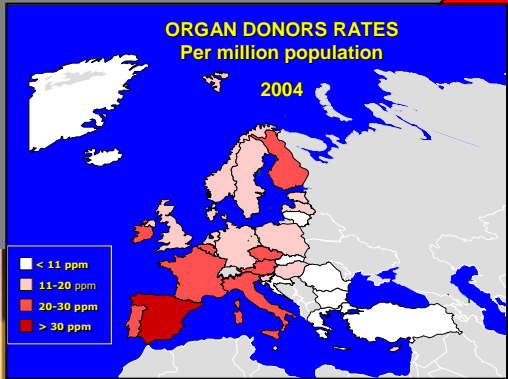 ORGAN DONORS RATES
Per million population
2004
< 11 ppm
11-20 ppm
20-30 ppm
> 30 ppm